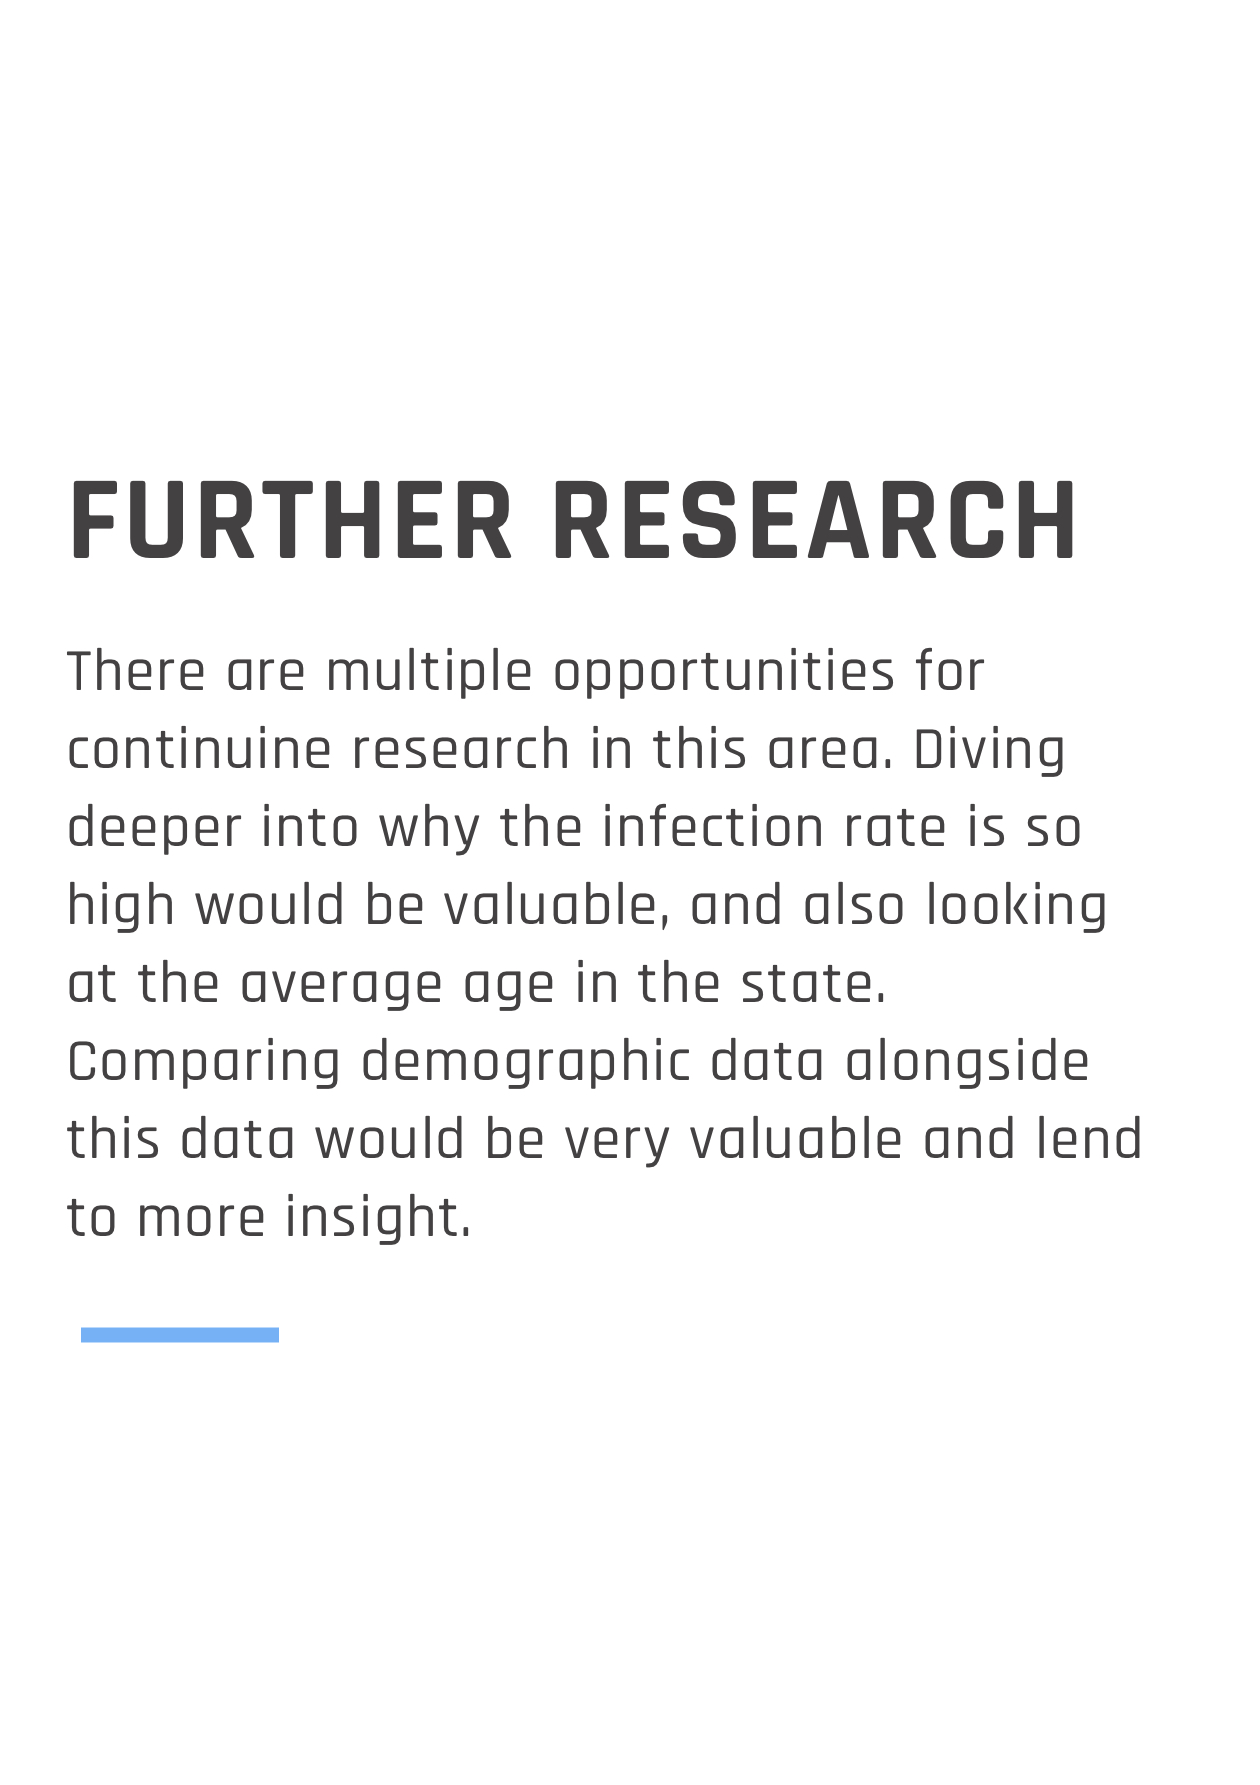 FURTHER RESEARCH
There are multiple opportunities for
continuine research in this area. Diving
deeper into why the infection rate is so
high would be valuable, and also looking
at the average age in the state.
Comparing demographic data alongside
this data would be very valuable and lend
to more insight.